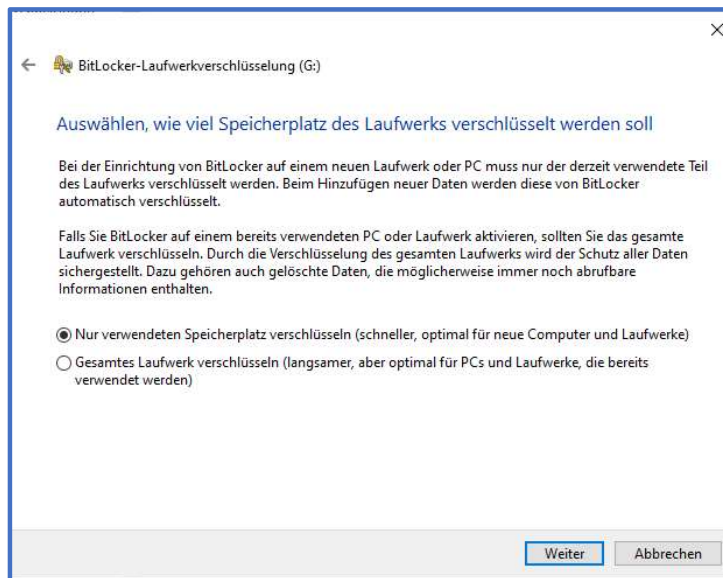 BitLocker-Laufwerkverschlüsselung (G:)
Auswählen, wie viel Speicherplatz des Laufwerks verschlüsselt werden soll
Bei der Einrichtung von BitLocker auf einem neuen Laufwerk oder PC muss nur der derzeit verwendete Teil
des Laufwerks verschlüsselt werden. Beim Hinzufügen neuer Daten werden diese von BitLocker
automatisch verschlüsselt.
Falls Sie BitLocker auf einem bereits verwendeten PC oder Laufwerk aktivieren, sollten Sie das gesamte
Laufwerk verschlüsseln. Durch die Verschlüsselung des gesamten Laufwerks wird der Schutz aller Daten
sichergestellt. Dazu gehören auch gelöschte Daten, die möglicherweise immer noch abrufbare
Informationen enthalten.
Nur verwendeten Speicherplatz verschlüsseln (schneller, optimal für neue Computer und Laufwerke)
Gesamtes Laufwerk verschlüsseln (langsamer, aber optimal für PCs und Laufwerke, die bereits
verwendet werden)
Weiter
Abbrechen